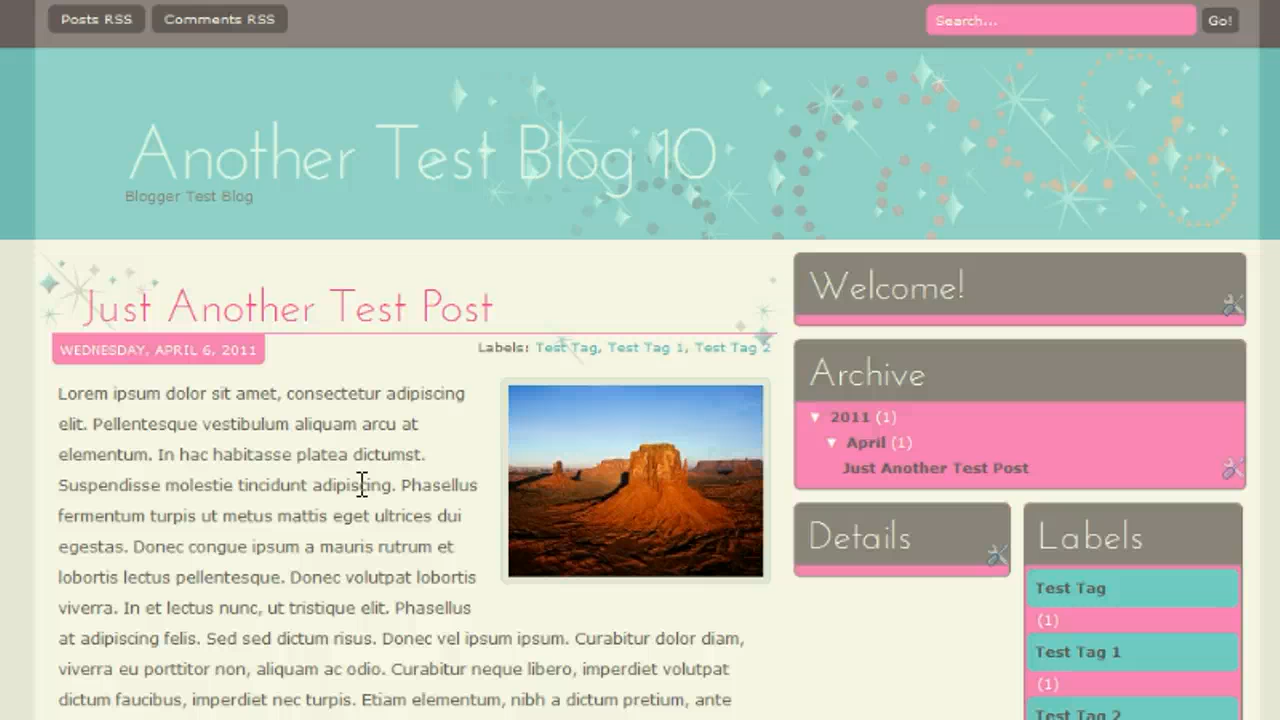 Posts RSS
Comments RSS
Search...
Go!
Another Test Blog 10
Blogger Test Blog
Just Another Test Post
WEDNESDAY, APRIL 6, 2011
Labels: Test Tag, Test Tag 1, Test Tag 2
Lorem ipsum dolor sit amet, consectetur adipiscing
elit. Pellentesque vestibulum aliquam arcu at
elementum. In hac habitasse platea dictumst.
Suspendisse molestie tincidunt adipiscing. Phasellus
fermentum turpis ut metus mattis eget ultrices dui
egestas. Donec congue ipsum a mauris rutrum et
lobortis lectus pellentesque. Donec volutpat lobortis
viverra. In et lectus nunc, ut tristique elit. Phasellus
at adipiscing felis. Sed sed dictum risus. Donec vel ipsum ipsum. Curabitur dolor diam,
viverra eu porttitor non, aliquam ac odio. Curabitur neque libero, imperdiet volutpat
dictum faucibus, imperdiet nec turpis. Etiam elementum, nibh a dictum pretium, ante
Welcome!
Archive
▼ 2011 (1)
▼ April (1)
Just Another Test Post
Details
Labels
Test Tag
(1)
Test Tag 1
(1)
Test Tag 2